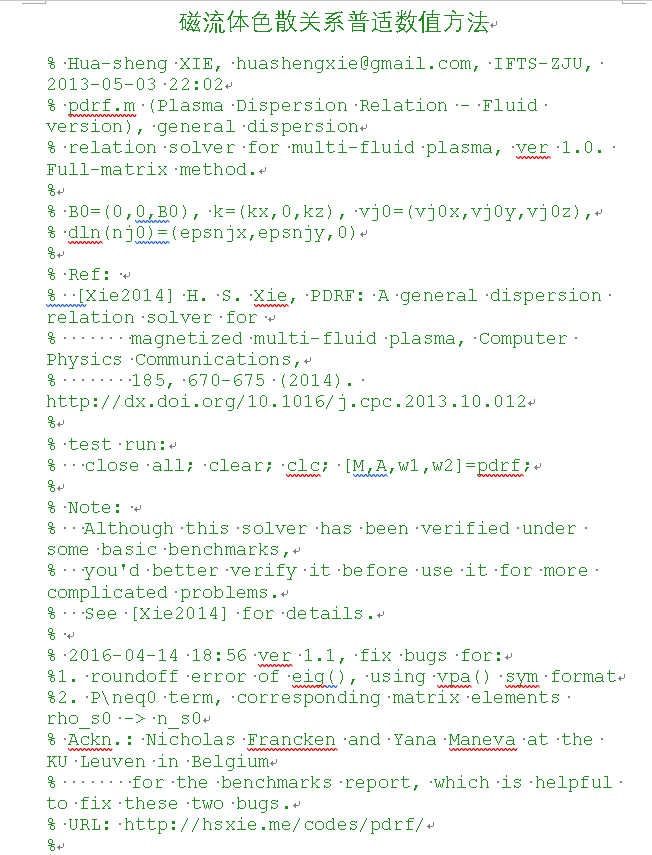 磁流体色散关系普适数值方法
% Hua-sheng XIE, huashengxie@gmail.com, IFTS-ZJU,
2013-05-03 22:02
% pdrf.m (Plasma Dispersion Relation - Fluid
version), general dispersion
% relation solver for multi-fluid plasma, ver 1.0.
Full-matrix method.
%
% B0=(0,0,B0), k=(kx,0,kz), vj0=(vj0x,vj0y,vj0z),
% dln(nj0)=(epsnjx,epsnjy,0)
%
% Ref:
% [Xie2014] H. S. Xie, PDRF: A general dispersion
relation solver for
% magnetized multi-fluid plasma, Computer
Physics Communications,
% 185, 670-675 (2014).
http://dx.doi.org/10.1016/j.cpc.2013.10.012
%
% test run:
% close all; clear; clc; [M,A,w1,w2]=pdrf;
%
% Note:
% Although this solver has been verified under
some basic benchmarks,
% you'd better verify it before use it for more
complicated problems.
% See [Xie2014] for details.
%
% 2016-04-14 18:56 ver 1.1, fix bugs for:
%1. roundoff error of eig(), using vpa() sym format
%2. P\neq0 term, corresponding matrix elements
rho_s0 -> n_s0
% Ackn.: Nicholas Francken and Yana Maneva at the
KU Leuven in Belgium
% for the benchmarks report, which is helpful
to fix these two bugs.
% URL: http://hsxie.me/codes/pdrf/
%